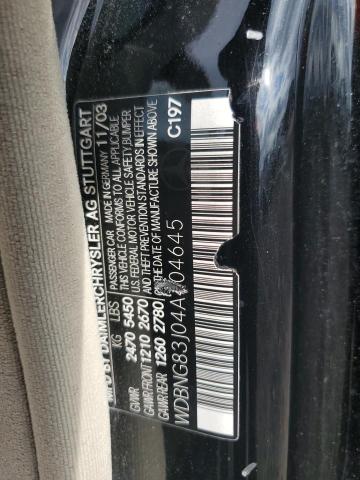 MFD BY DAIMLERCHRYSLER AG STUTTGART
PASSENGER CAR MADE IN GERMANY 11/03
KG LBS THIS VEHICLE CONFORMS TO ALL APPLICABLE
GVWR 2470 5450 U.S. FEDERAL MOTOR VEHICLE SAFETY BUMPER
GAWR FRONT 1210 2670 AND THEFT PREVENTION STANDARDS IN EFFECT
GAWR REAR 1260 2780 ON THE DATE OF MANUFACTURE SHOWN ABOVE
C197
WDBNG83J04A 04645